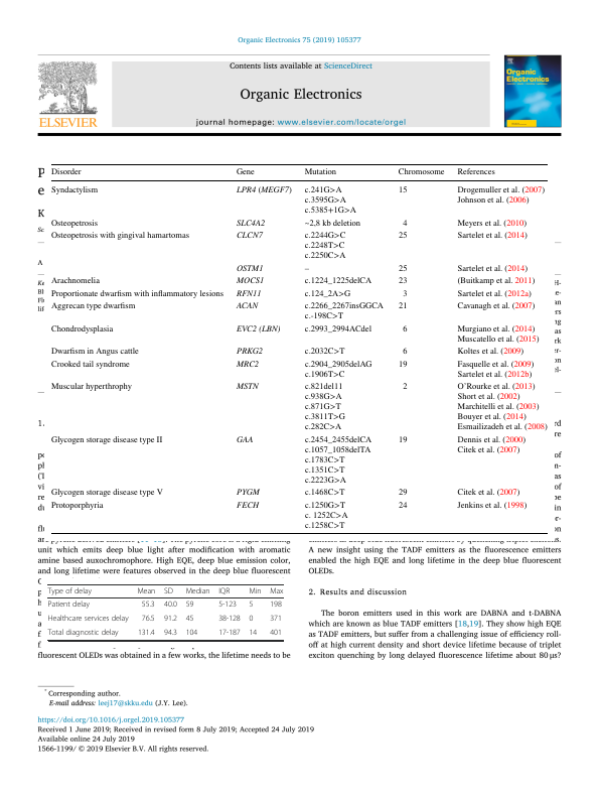 Organic Electronics 75 (2019) 105377
Contents lists available at ScienceDirect
Organic Electronics
journal homepage: www.elsevier.com/locate/orgel
ELSEVIER
Organic
Electronics
Disorder Gene Mutation Chromosome References
Syndactylism LPR4 (MEGF7) c.241G>A 15 Drogemuller et al. (2007)
c.3595G>A Johnson et al. (2006)
c.5385+1G>A
Osteopetrosis SLC4A2 ~2,8 kb deletion 4 Meyers et al. (2010)
Osteopetrosis with gingival hamartomas CLCN7 c.2244G>C 25 Sartelet et al. (2014)
c.2248T>C
c.2250C>A
OSTM1 – 25 Sartelet et al. (2014)
Arachnomelia MOCS1 c.1224_1225delCA 23 (Buitkamp et al. 2011)
Proportionate dwarfism with inflammatory lesions RFN11 c.124_2A>G 3 Sartelet et al. (2012a)
Aggrecan type dwarfism ACAN c.2266_2267insGGCA 21 Cavanagh et al. (2007)
c.-198C>T
Chondrodysplasia EVC2 (LBN) c.2993_2994ACdel 6 Murgiano et al. (2014)
Muscatello et al. (2015)
Dwarfism in Angus cattle PRKG2 c.2032C>T 6 Koltes et al. (2009)
Crooked tail syndrome MRC2 c.2904_2905delAG 19 Fasquelle et al. (2009)
c.1906T>C Sartelet et al. (2012b)
Muscular hyperthrophy MSTN c.821del11 2 O'Rourke et al. (2013)
c.938G>A Short et al. (2002)
c.871G>T Marchitelli et al. (2003)
c.3811T>G Bouyer et al. (2014)
c.282C>A Esmailizadeh et al. (2008)
Glycogen storage disease type II GAA c.2454_2455delCA 19 Dennis et al. (2000)
c.1057_1058delTA Citek et al. (2007)
c.1783C>T
c.1351C>T
c.2223G>A
Glycogen storage disease type V PYGM c.1468C>T 29 Citek et al. (2007)
Protoporphyria FECH c.1250G>T 24 Jenkins et al. (1998)
c. 1252C>A
c.1258C>T
unit which emits deep blue light after modification with aromatic
amine based auxochromophore. High EQE, deep blue emission color,
and long lifetime were features observed in the deep blue fluorescent
Type of delay Mean SD Median IQR Min Max
Patient delay 55.3 40.0 59 5-123 5 198
Healthcare services delay 76.5 91.2 45 38-128 0 371
Total diagnostic delay 131.4 94.3 104 17-187 14 401
fluorescent OLEDs was obtained in a few works, the lifetime needs to be
A new insight using the TADF emitters as the fluorescence emitters
enabled the high EQE and long lifetime in the deep blue fluorescent
OLEDs.
2. Results and discussion
The boron emitters used in this work are DABNA and t-DABNA
which are known as blue TADF emitters [18,19]. They show high EQE
as TADF emitters, but suffer from a challenging issue of efficiency roll-
off at high current density and short device lifetime because of triplet
exciton quenching by long delayed fluorescence lifetime about 80 μs?
* Corresponding author.
E-mail address: leej17@skku.edu (J.Y. Lee).
https://doi.org/10.1016/j.orgel.2019.105377
Received 1 June 2019; Received in revised form 8 July 2019; Accepted 24 July 2019
Available online 24 July 2019
1566-1199/ © 2019 Elsevier B.V. All rights reserved.